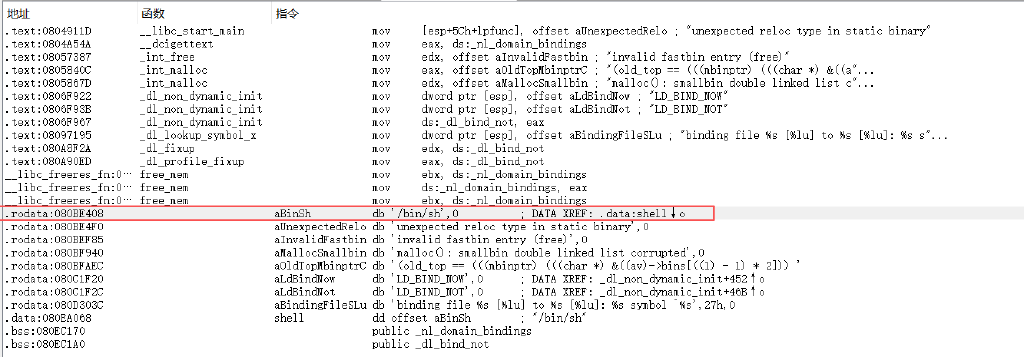 地址 函数 指令
.text:0804911D __libc_start_main mov [esp+5Ch+lpfunc], offset aUnexpectedRelo ; "unexpected reloc type in static binary"
.text:0804A54A __dcigettext mov eax, ds:_nl_domain_bindings
.text:08057387 _int_free mov edx, offset aInvalidFastbin ; "invalid fastbin entry (free)"
.text:0805840C _int_malloc mov eax, offset aOldTopMbinptrC ; "(old_top == (((mbinptr) (((char *) &((a"...
.text:0805867D _int_malloc mov edx, offset aMallocSmallbin ; "malloc(): smallbin double linked list c"...
.text:0806F922 _dl_non_dynamic_init mov dword ptr [esp], offset aLdBindNow ; "LD_BIND_NOW"
.text:0806F93B _dl_non_dynamic_init mov dword ptr [esp], offset aLdBindNot ; "LD_BIND_NOT"
.text:0806F967 _dl_non_dynamic_init mov ds:_dl_bind_not, eax
.text:08097195 _dl_lookup_symbol_x mov dword ptr [esp], offset aBindingFileSLu ; "binding file %s [%lu] to %s [%lu]: %s s"...
.text:080A8F2A _dl_fixup mov edx, ds:_dl_bind_not
.text:080A90ED _dl_profile_fixup mov eax, ds:_dl_bind_not
__libc_freeres_fn:0… free_mem mov ebx, ds:_nl_domain_bindings
__libc_freeres_fn:0… free_mem mov ds:_nl_domain_bindings, eax
__libc_freeres_fn:0… free_mem mov ebx, ds:_nl_domain_bindings
.rodata:080BE408 aBinSh db '/bin/sh',0 ; DATA XREF: .data:shell↓o
.rodata:080BE4F0 aUnexpectedRelo db 'unexpected reloc type in static binary',0
.rodata:080BEF85 aInvalidFastbin db 'invalid fastbin entry (free)',0
.rodata:080BF940 aMallocSmallbin db 'malloc(): smallbin double linked list corrupted',0
.rodata:080BFAEC aOldTopMbinptrC db '(old_top == (((mbinptr) (((char *) &((av)->bins[((1) - 1) * 2])) '
.rodata:080C1F20 aLdBindNow db 'LD_BIND_NOW',0 ; DATA XREF: _dl_non_dynamic_init+452↑o
.rodata:080C1F2C aLdBindNot db 'LD_BIND_NOT',0 ; DATA XREF: _dl_non_dynamic_init+46B↑o
.rodata:080D303C aBindingFileSLu db 'binding file %s [%lu] to %s [%lu]: %s symbol `%s',27h,0
.data:080EA068 shell dd offset aBinSh ; "/bin/sh"
.bss:080EC170 public _nl_domain_bindings
.bss:080EC1A0 public _dl_bind_not